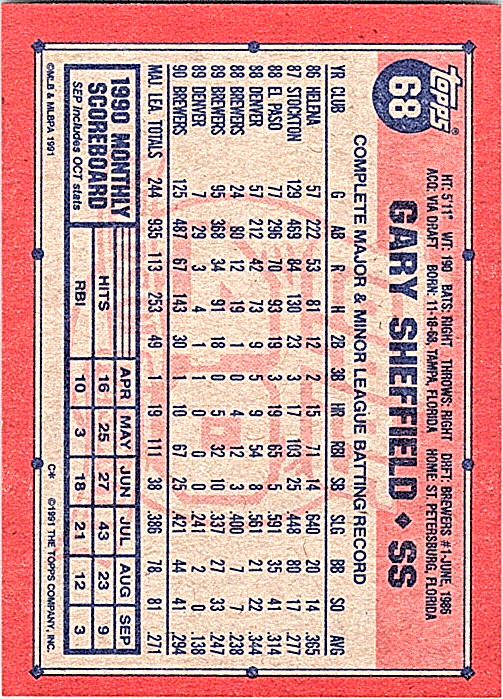 TOPPS®
68
HT: 5'11" WT: 190 BATS: RIGHT THROWS: RIGHT DRFT: BREWERS #1-JUNE, 1986
ACQ: VIA DRAFT BORN: 11-18-68, TAMPA, FLORIDA HOME: ST PETERSBURG, FLORIDA
GARY SHEFFIELD ◆ SS
COMPLETE MAJOR & MINOR LEAGUE BATTING RECORD
YR CLUB G AB R H 2B 3B HR RBI SB SLG BB SO AVG
86 HELENA 57 222 53 81 12 2 15 71 14 .640 20 14 .365
87 STOCKTON 129 469 84 130 23 3 17 103 25 .448 80 17 .277
88 EL PASO 77 296 70 93 19 3 19 65 5 .591 35 41 .314
88 DENVER 57 212 42 73 9 5 9 54 8 .561 21 22 .344
88 BREWERS 24 80 12 19 1 0 4 12 3 .400 7 7 .238
89 BREWERS 95 368 34 91 18 0 5 32 10 .337 27 33 .247
89 DENVER 7 29 3 4 1 1 0 0 0 .241 2 0 .138
90 BREWERS 125 487 67 143 30 1 10 67 25 .421 44 41 .294
MAJ. LEA. TOTALS 244 935 113 253 49 1 19 111 38 .386 78 81 .271
1990 MONTHLY
SCOREBOARD
SEP includes OCT stats
APR MAY JUN JUL AUG SEP
HITS 16 25 27 43 23 9
RBI 10 3 18 21 12 3
©MLB & MLBPA 1991
C* ©1991 THE TOPPS COMPANY, INC.